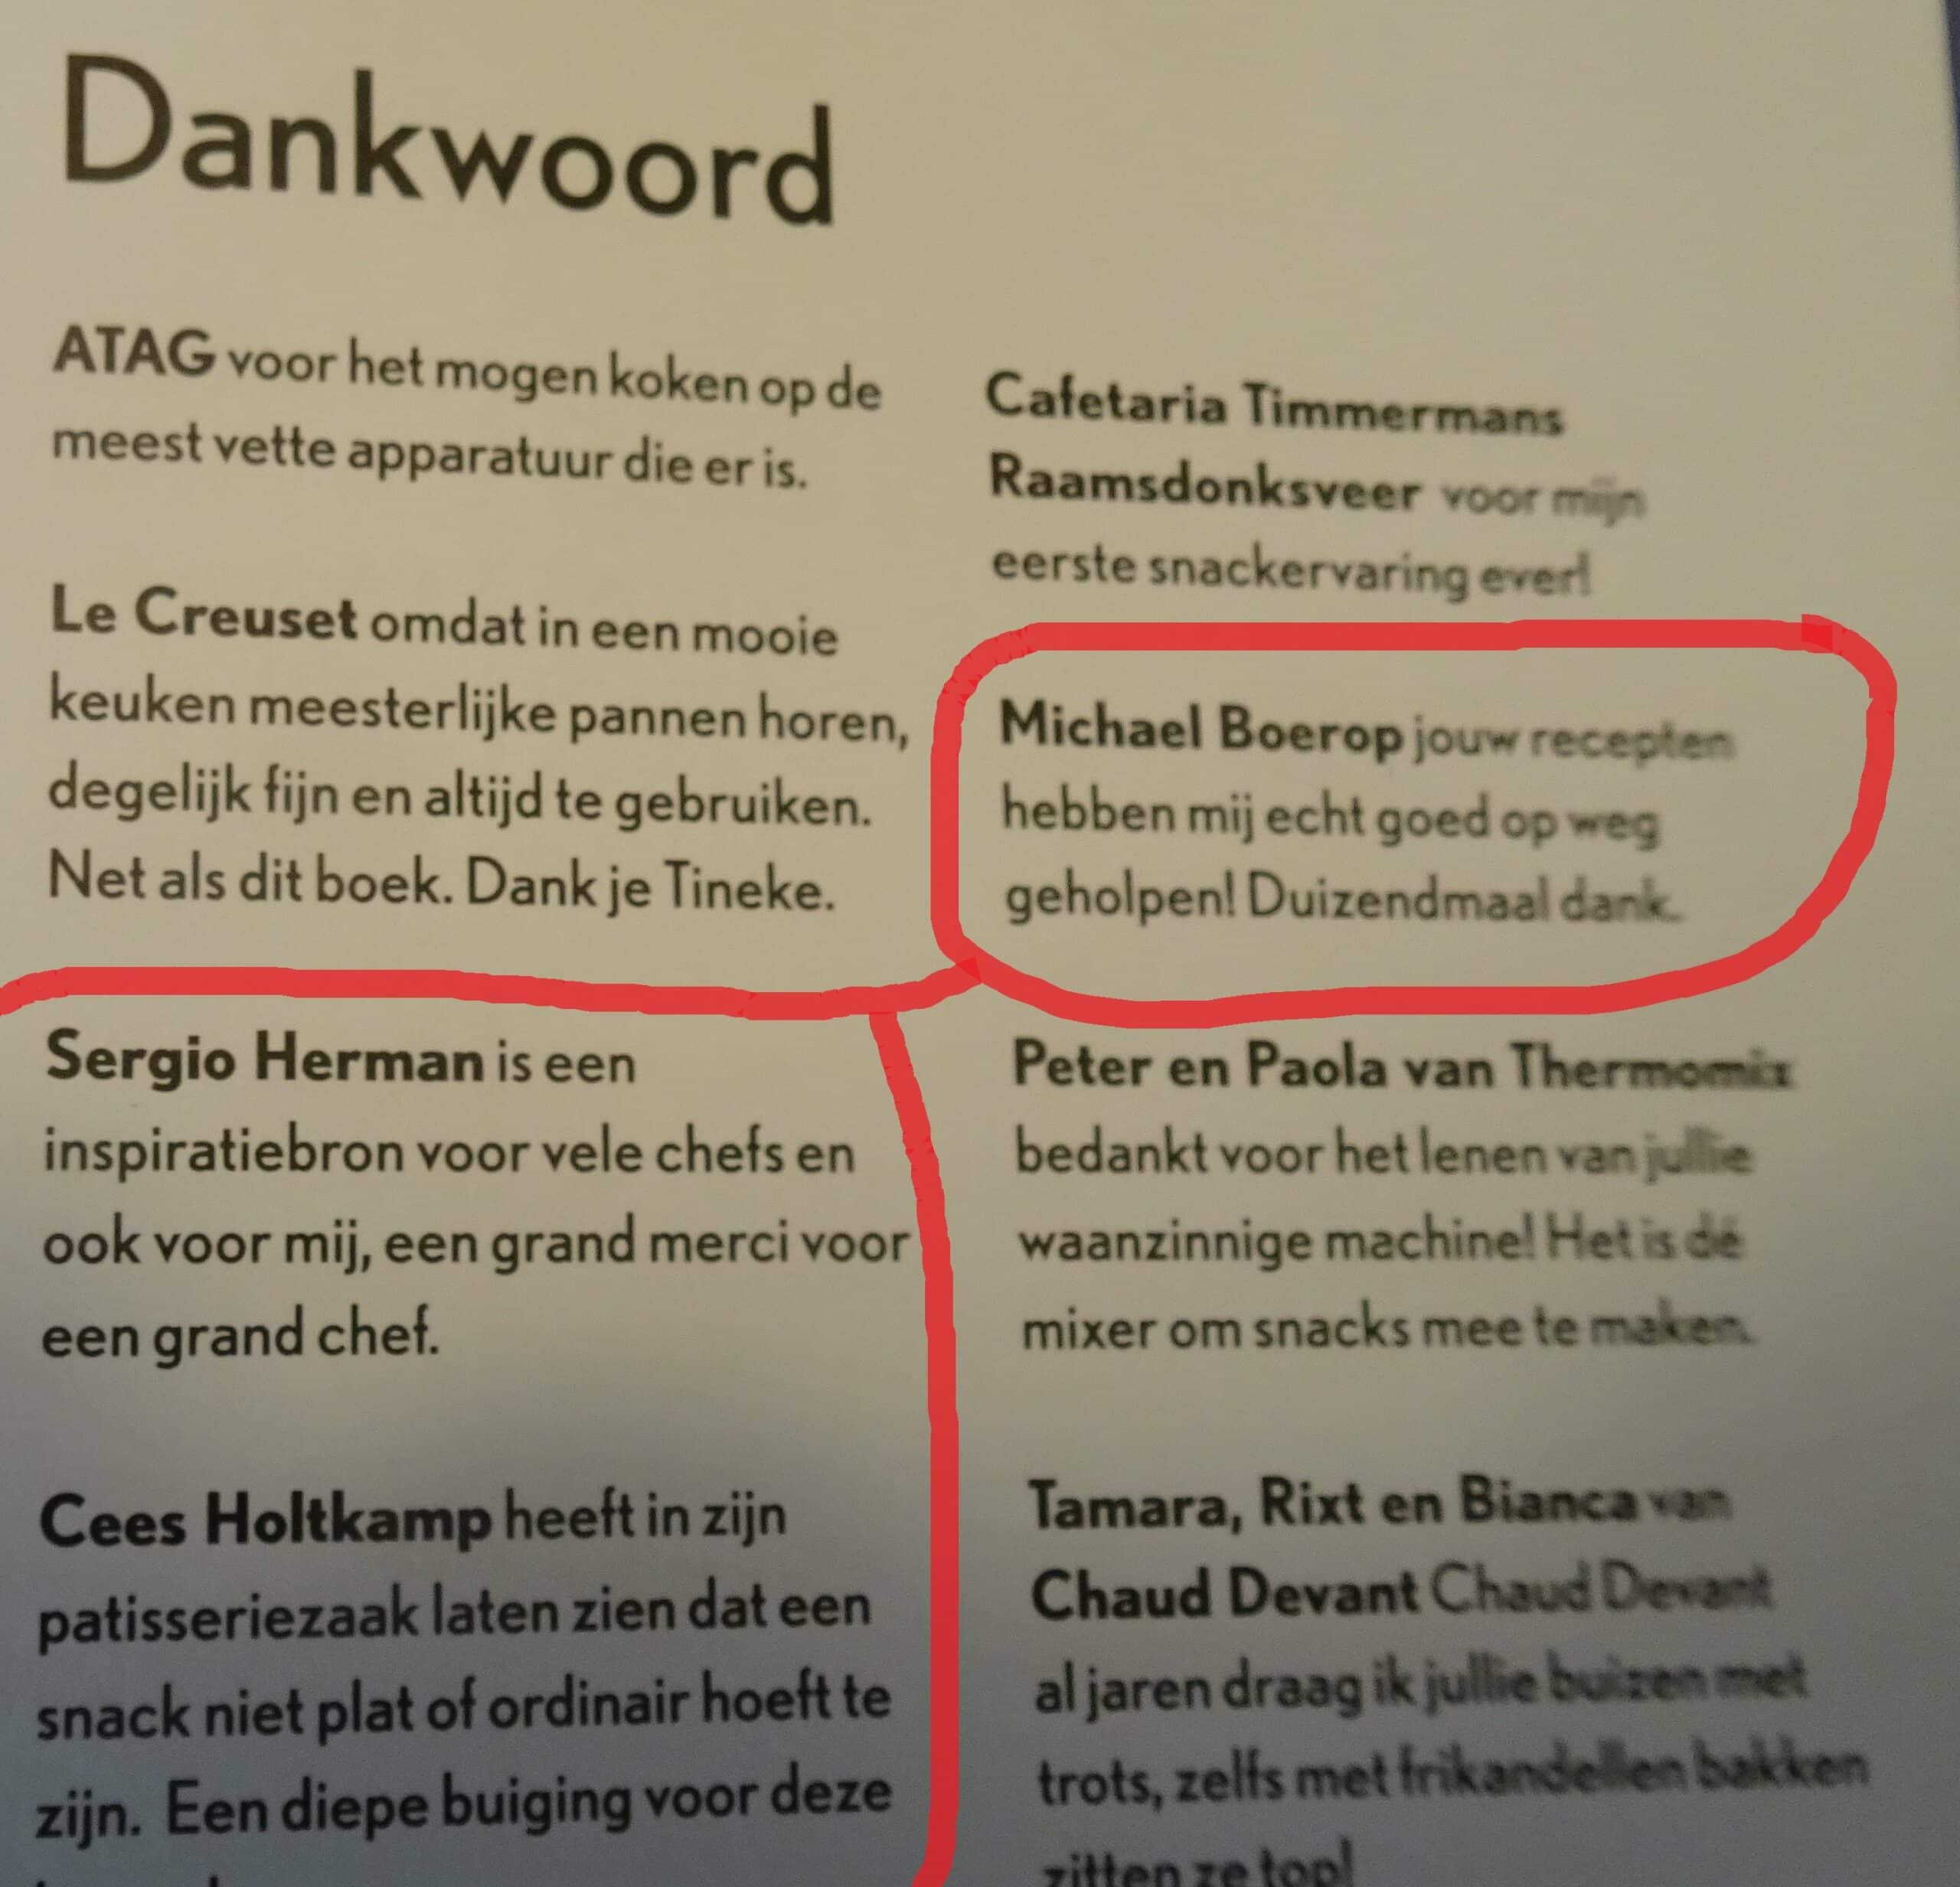 Dankwoord
ATAG voor het mogen koken op de
meest vette apparatuur die er is.
Le Creuset omdat in een mooie
keuken meesterlijke pannen horen,
degelijk fijn en altijd te gebruiken.
Net als dit boek. Dank je Tineke.
Sergio Herman is een
inspiratiebron voor vele chefs en
ook voor mij, een grand merci voor
een grand chef.
Cees Holtkamp heeft in zijn
patisseriezaak laten zien dat een
snack niet plat of ordinair hoeft te
zijn. Een diepe buiging voor deze
Cafetaria Timmermans
Raamsdonksveer voor mijn
eerste snackervaring ever!
Michael Boerop jouw recepten
hebben mij echt goed op weg
geholpen! Duizendmaal dank.
Peter en Paola van Thermomix
bedankt voor het lenen van jullie
waanzinnige machine! Het is dé
mixer om snacks mee te maken.
Tamara, Rixt en Bianca van
Chaud Devant Chaud Devant
al jaren draag ik jullie buizen met
trots, zelfs met frikandellen bakken
zitten ze top!